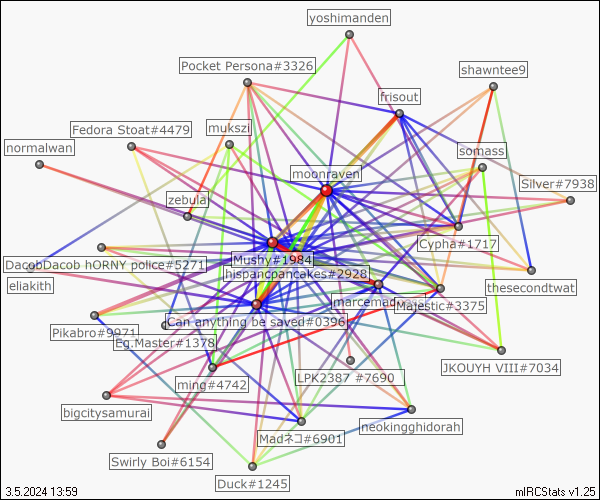 yoshimanden
Pocket Persona#3326
shawntee9
frisout
Fedora Stoat#4479
mukszi
normalwan
somass
moonraven
Silver#7938
zebula
Cypha#1717
Mushy#1984
DacobDacob hORNY police#5271
hispancpancakes#2928
eliakith
thesecondtwat
Majestic#3375
Can anything be saved#0396
Pikabro#9971
Eg.Master#1378
JKOUYH VIII#7034
LPK2387 #7690
ming#4742
bigcitysamurai
neokingghidorah
Madネコ#6901
Swirly Boi#6154
Duck#1245
3.5.2024 13:59
mIRCStats v1.25